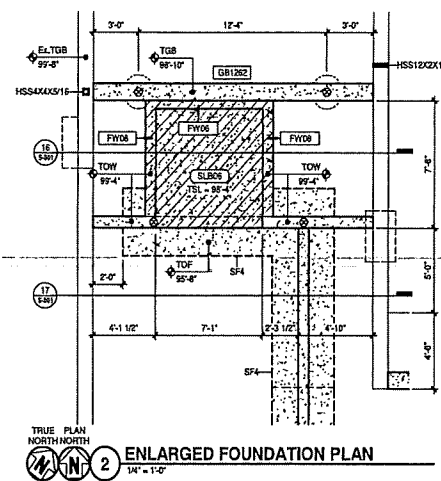 3'-0" 12'-4" 3'-0"
Ex.TGB
99'-8"
TGB
98'-10"
GB1262
HSS4X4X5/16
HSS12X2X1
FW06
FW08
FW08
16
S-301
TOW
99'-4"
TOW
99'-4"
SLB06
TSL = 98'-4"
7'-6"
2'-0"
TOF
95'-8"
SF4
5'-0"
17
S-301
4'-1 1/2" 7'-1" 2'-3 1/2" 4'-10"
4'-6"
SF4
TRUE NORTH
PLAN NORTH
N
N
2
ENLARGED FOUNDATION PLAN
1/4" = 1'-0"